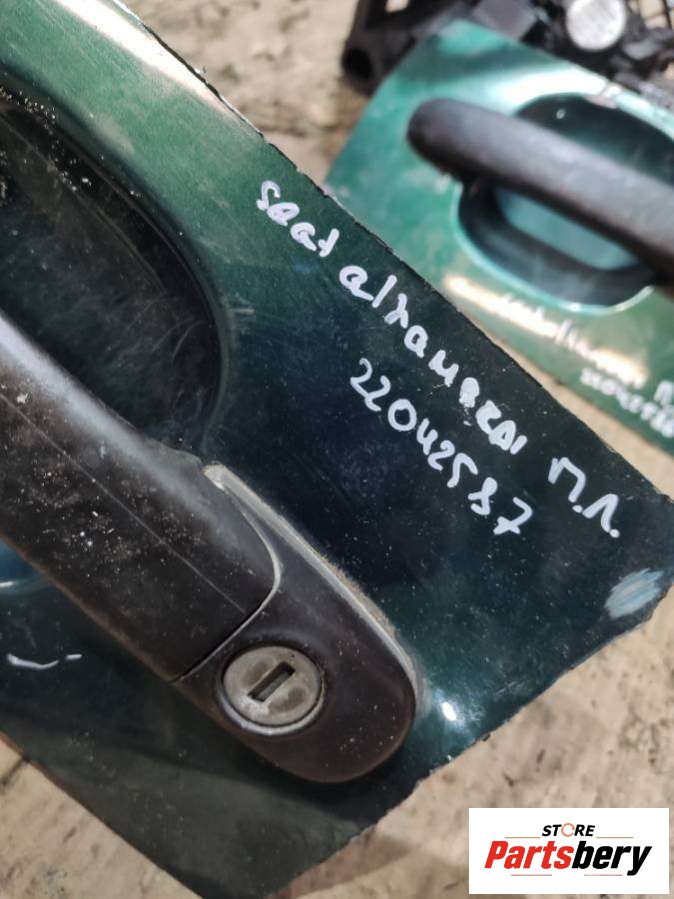 seat alhambra п.л.
22042587
STORE
Partsbery